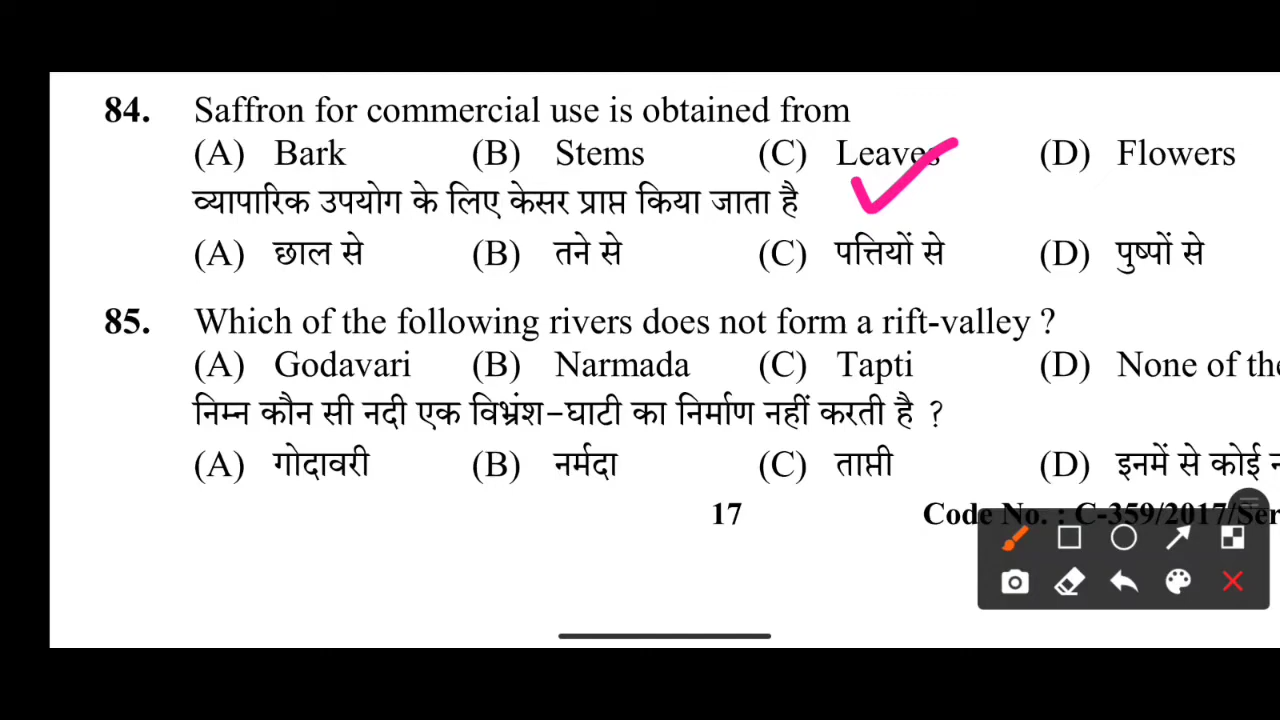 84. Saffron for commercial use is obtained from
(A) Bark (B) Stems (C) Leaves (D) Flowers
व्यापारिक उपयोग के लिए केसर प्राप्त किया जाता है
(A) छाल से (B) तने से (C) पत्तियों से (D) पुष्पों से
85. Which of the following rivers does not form a rift-valley ?
(A) Godavari (B) Narmada (C) Tapti (D) None of the
निम्न कौन सी नदी एक विभ्रंश-घाटी का निर्माण नहीं करती है ?
(A) गोदावरी (B) नर्मदा (C) ताप्ती (D) इनमें से कोई
17 Code No. : C-359/2017/Ser